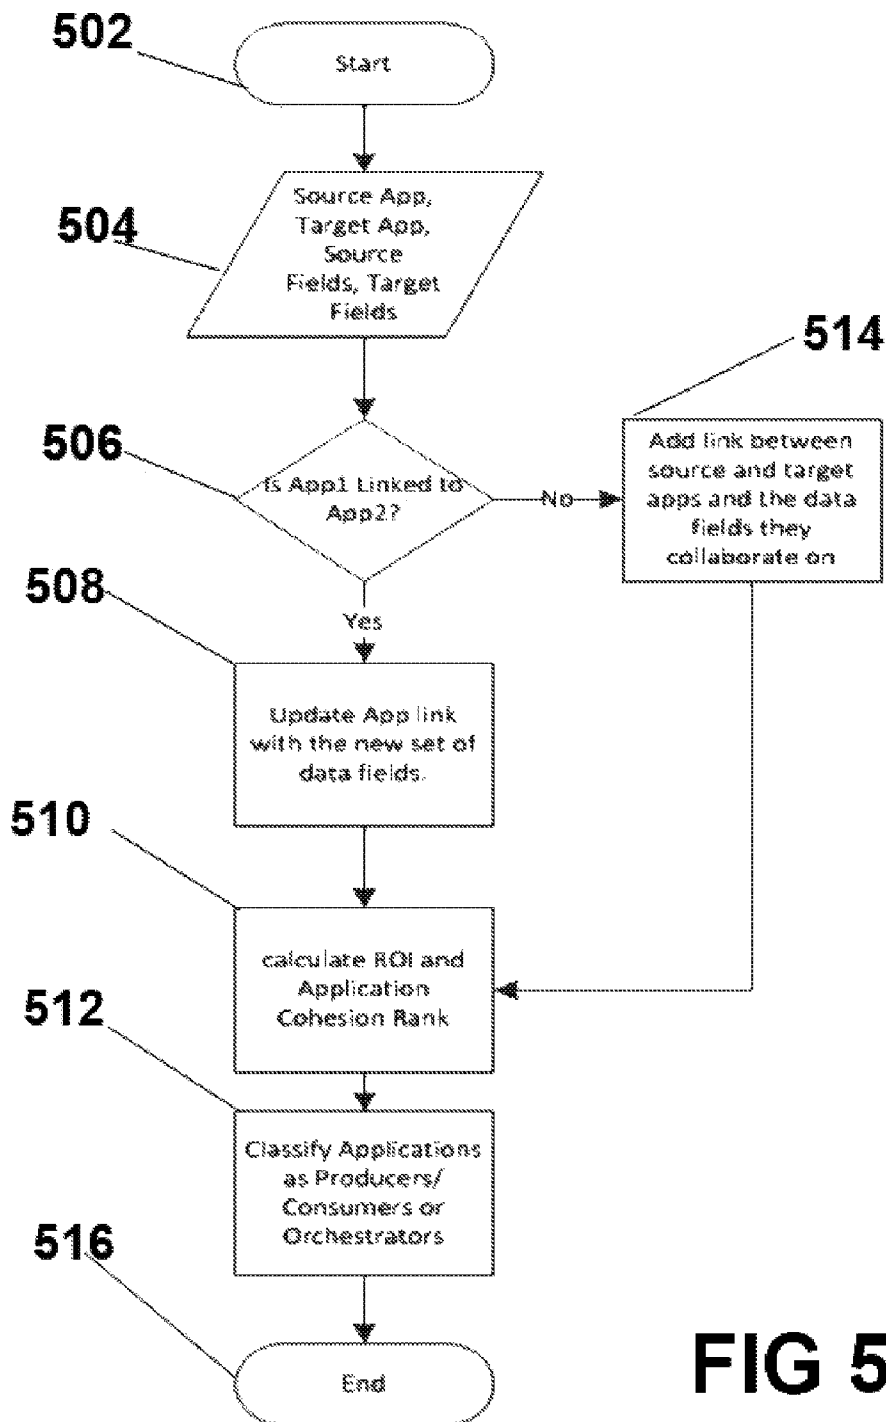 502
Start
504
Source App,
Target App,
Source
Fields, Target
Fields
514
506
Is App1 Linked to
App2?
No
Add link between
source and target
apps and the data
fields they
collaborate on
508
Yes
Update App link
with the new set of
data fields.
510
calculate ROI and
Application
Cohesion Rank
512
Classify Applications
as Producers/
Consumers or
Orchestrators
516
End
FIG 5